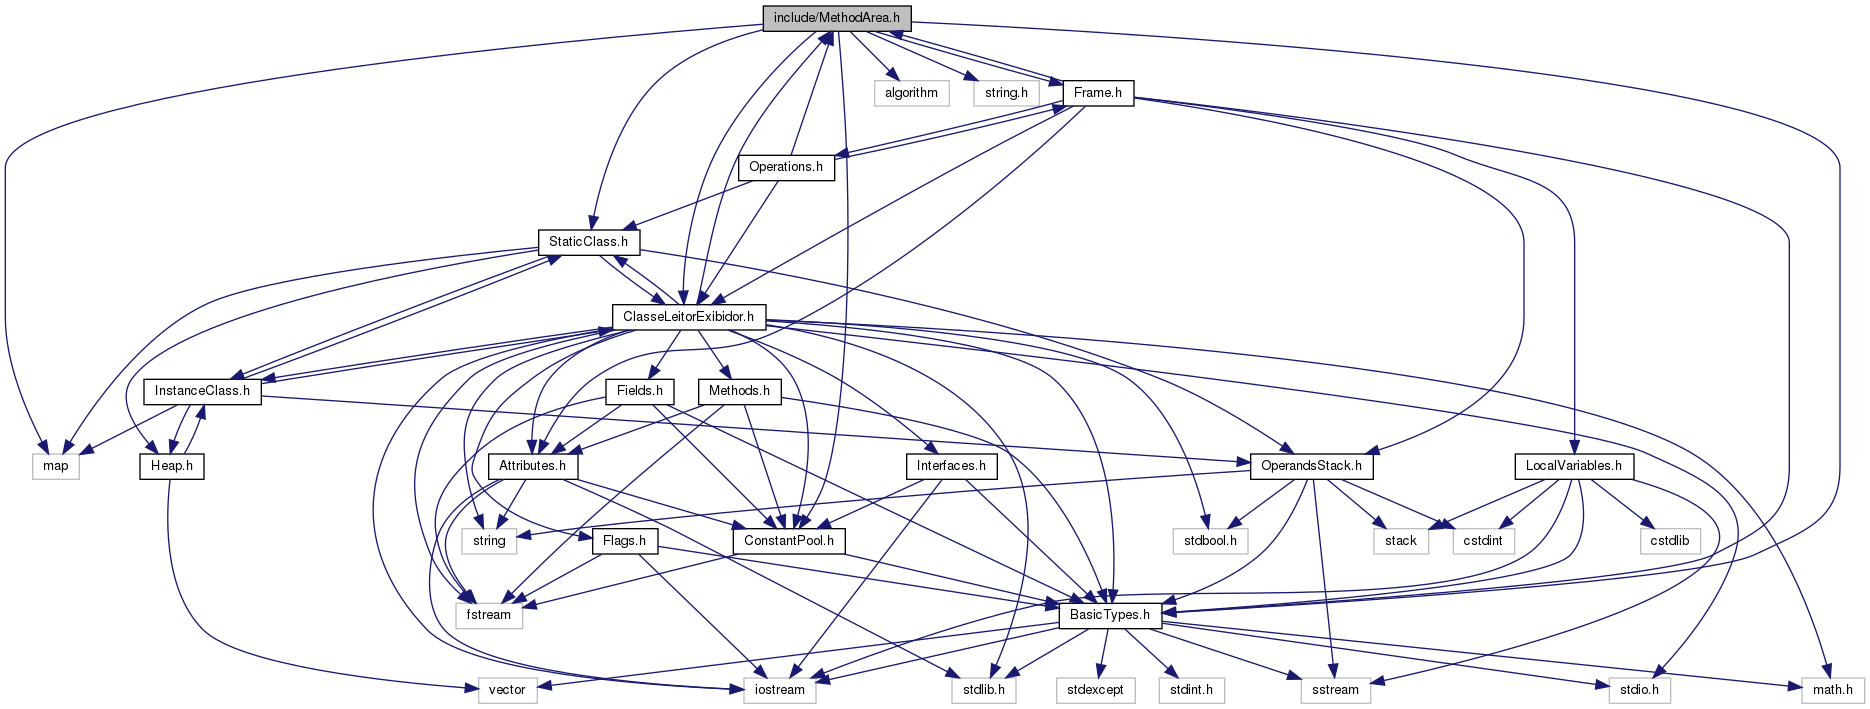 include/MethodArea.h
algorithm
string.h
Frame.h
Operations.h
StaticClass.h
ClasseLeitorExibidor.h
InstanceClass.h
Fields.h
Methods.h
map
Heap.h
Attributes.h
Interfaces.h
OperandsStack.h
LocalVariables.h
string
Flags.h
ConstantPool.h
stdbool.h
stack
cstdint
cstdlib
fstream
BasicTypes.h
vector
iostream
stdlib.h
stdexcept
stdint.h
sstream
stdio.h
math.h